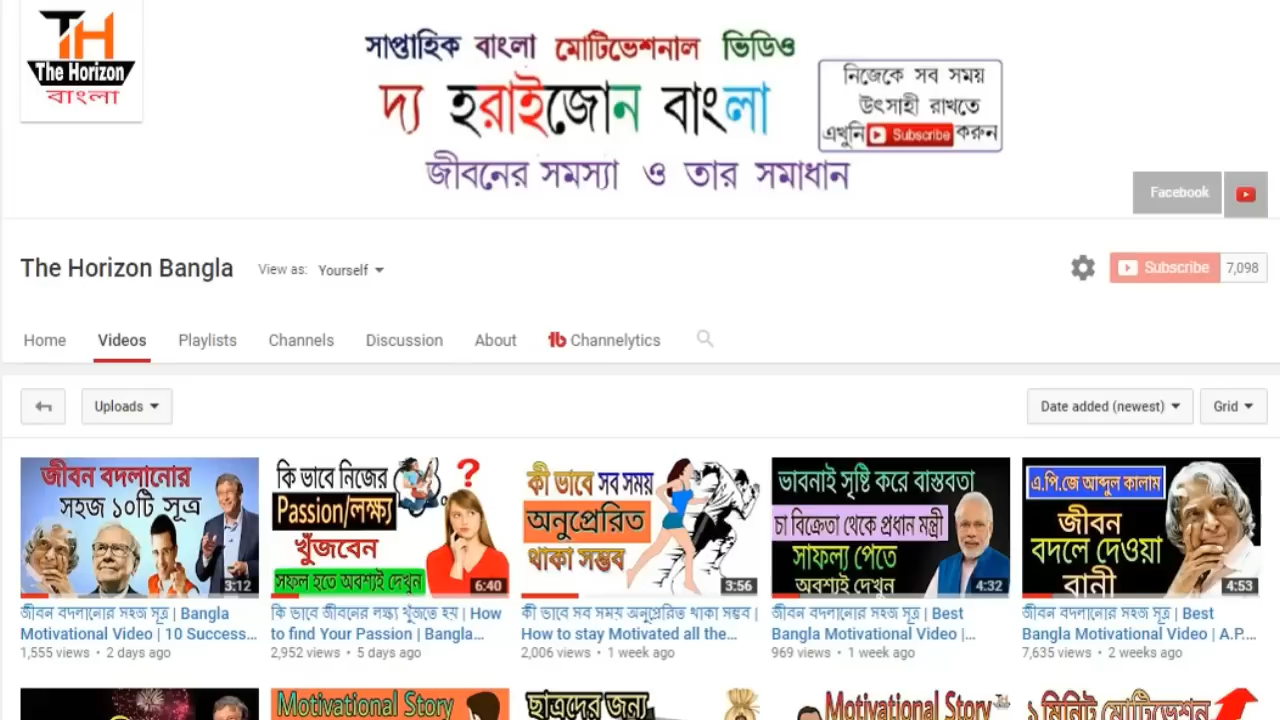 TH
The Horizon
বাংলা
সাপ্তাহিক বাংলা মোটিভেশনাল ভিডিও
দ্য হরাইজোন বাংলা
জীবনের সমস্যা ও তার সমাধান
নিজেকে সব সময়
উৎসাহী রাখতে
এখুনি Subscribe করুন
Facebook
The Horizon Bangla View as: Yourself
Subscribe 7,098
Home Videos Playlists Channels Discussion About Channelytics
Uploads Date added (newest) Grid
জীবন বদলানোর
সহজ ১০টি সূত্র
3:12
জীবন বদলানোর সহজ সূত্র | Bangla
Motivational Video | 10 Success...
1,555 views • 2 days ago
কি ভাবে নিজের
Passion/লক্ষ্য
খুঁজবেন
সফল হতে অবশ্যই দেখুন
6:40
কি ভাবে জীবনের লক্ষ্য খুঁজতে হয় | How
to find Your Passion | Bangla...
2,952 views • 5 days ago
কী ভাবে সব সময়
অনুপ্রেরিত
থাকা সম্ভব
3:56
কী ভাবে সব সময় অনুপ্রেরিত থাকা সম্ভব |
How to stay Motivated all the...
2,006 views • 1 week ago
ভাবনাই সৃষ্টি করে বাস্তবতা
চা বিক্রেতা থেকে প্রধান মন্ত্রী
সাফল্য পেতে
অবশ্যই দেখুন
4:32
জীবন বদলানোর সহজ সূত্র | Best
Bangla Motivational Video |...
969 views • 1 week ago
এ.পি.জে আব্দুল কালাম
জীবন
বদলে দেওয়া
বানী
4:53
জীবন বদলানোর সহজ সূত্র | Best
Bangla Motivational Video | A.P....
7,635 views • 2 weeks ago
Motivational Story
ছাত্রদের জন্য
Motivational Story
১ মিনিট মোটিভেশন